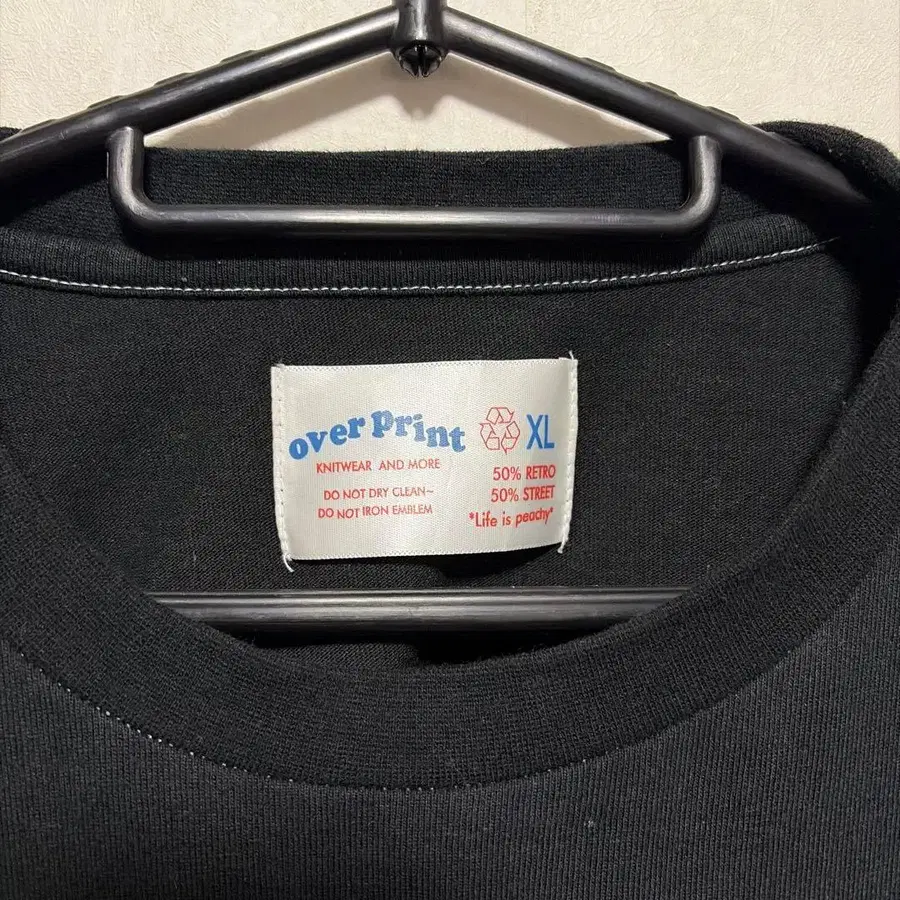 over print XL
KNITWEAR AND MORE
50% RETRO
DO NOT DRY CLEAN~
50% STREET
DO NOT IRON EMBLEM
"Life is peachy"